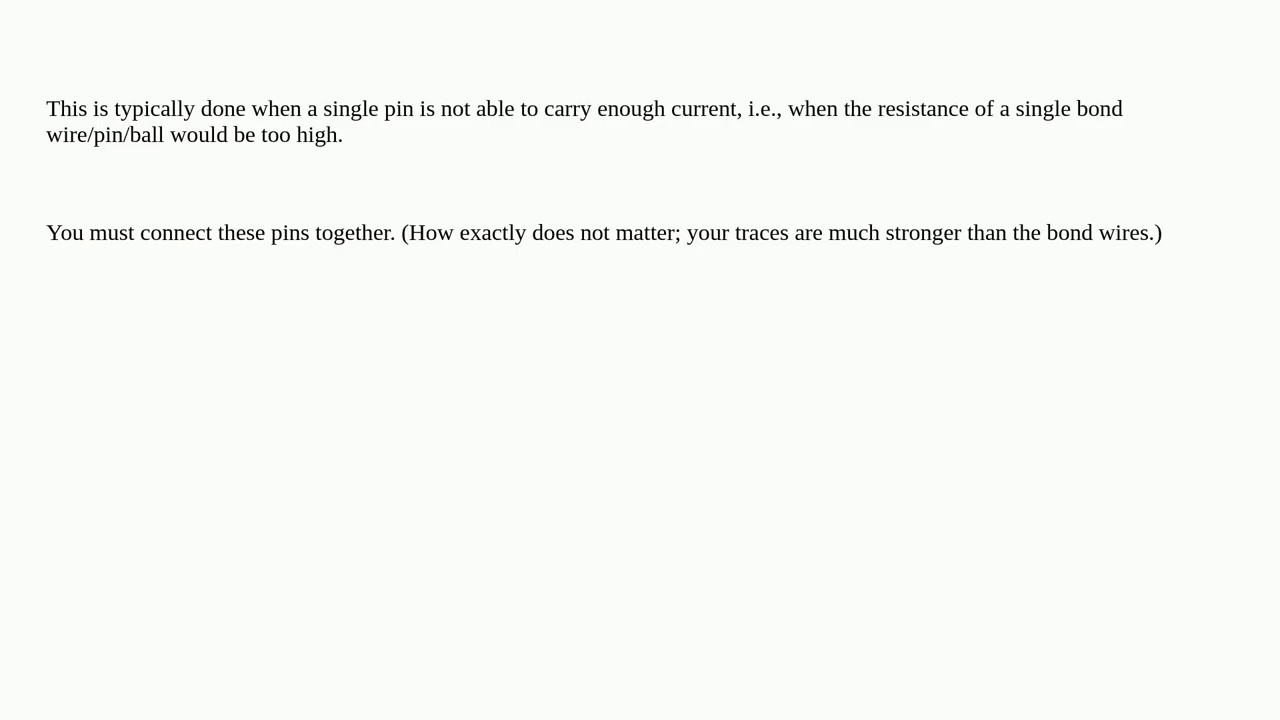 This is typically done when a single pin is not able to carry enough current, i.e., when the resistance of a single bond
wire/pin/ball would be too high.
You must connect these pins together. (How exactly does not matter; your traces are much stronger than the bond wires.)